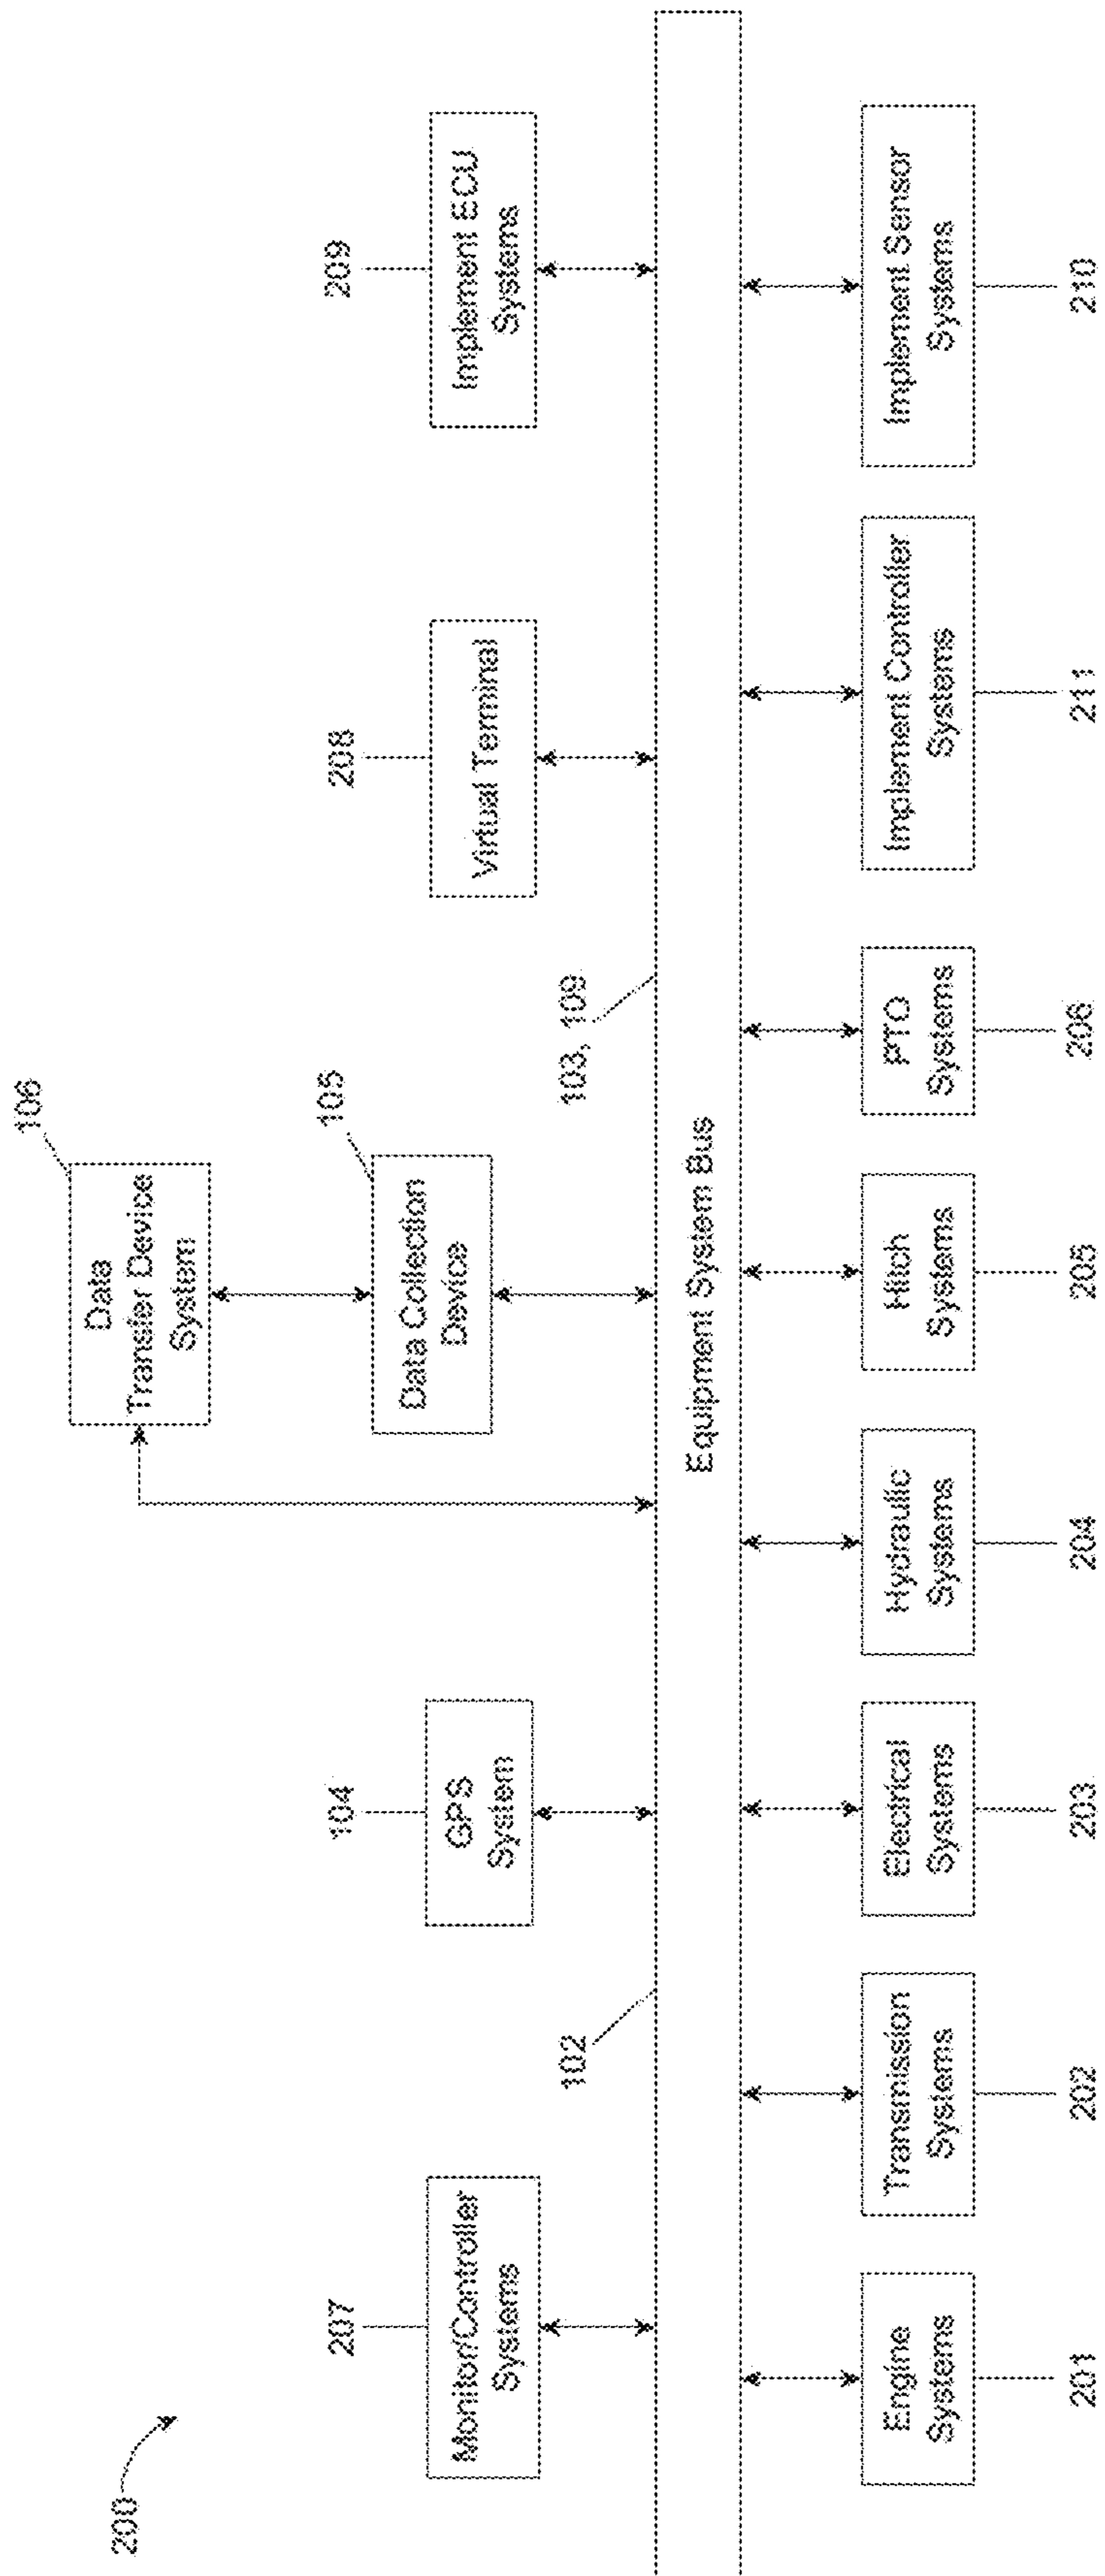 200
106
Data
Transfer Device
System
105
Data Collection
Device
207
Monitor/Controller
Systems
104
GPS
System
208
Virtual Terminal
209
Implement ECU
Systems
102
103, 109
Equipment System Bus
Engine
Systems
Transmission
Systems
Electrical
Systems
Hydraulic
Systems
Hitch
Systems
PTO
Systems
Implement Controller
Systems
Implement Sensor
Systems
201
202
203
204
205
206
211
210